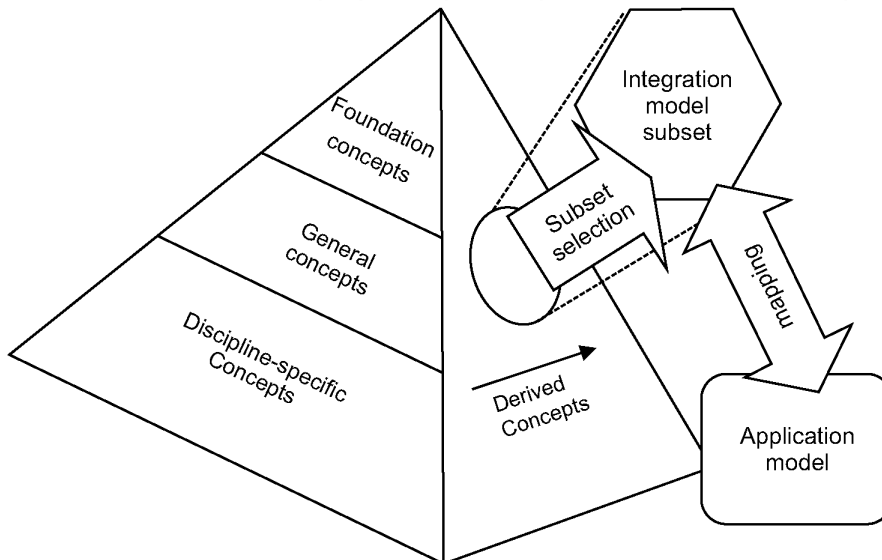 Foundation
concepts
General
concepts
Discipline-specific
Concepts
Derived
Concepts
Subset
selection
Integration
model
subset
mapping
Application
model